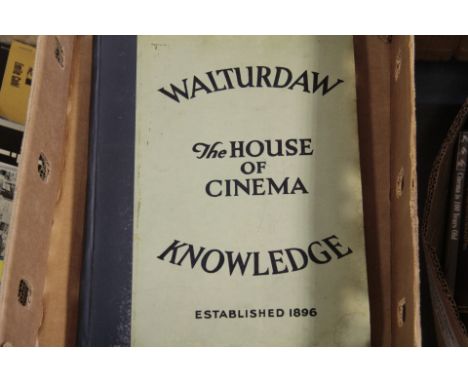 WALTURDAW
The HOUSE
OF
CINEMA
KNOWLEDGE
ESTABLISHED 1896